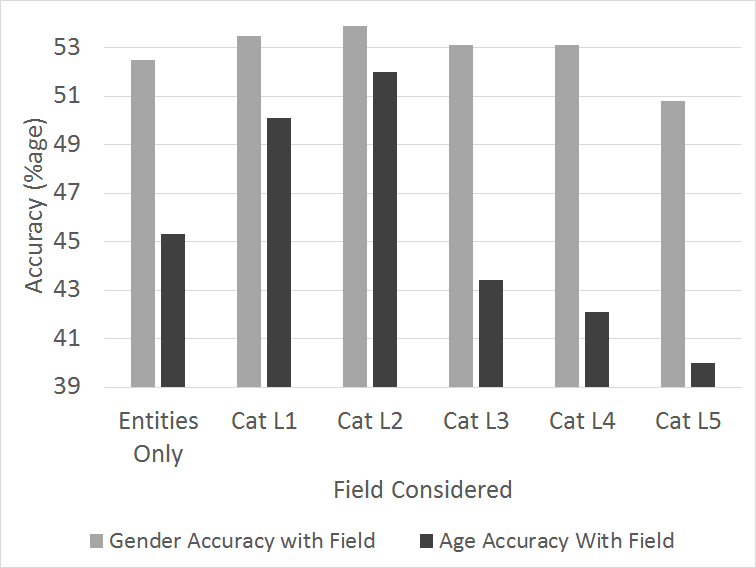 53
51
49
47
45
43
41
39
Accuracy (%age)
Entities Only
Cat L1
Cat L2
Cat L3
Cat L4
Cat L5
Field Considered
Gender Accuracy with Field
Age Accuracy With Field